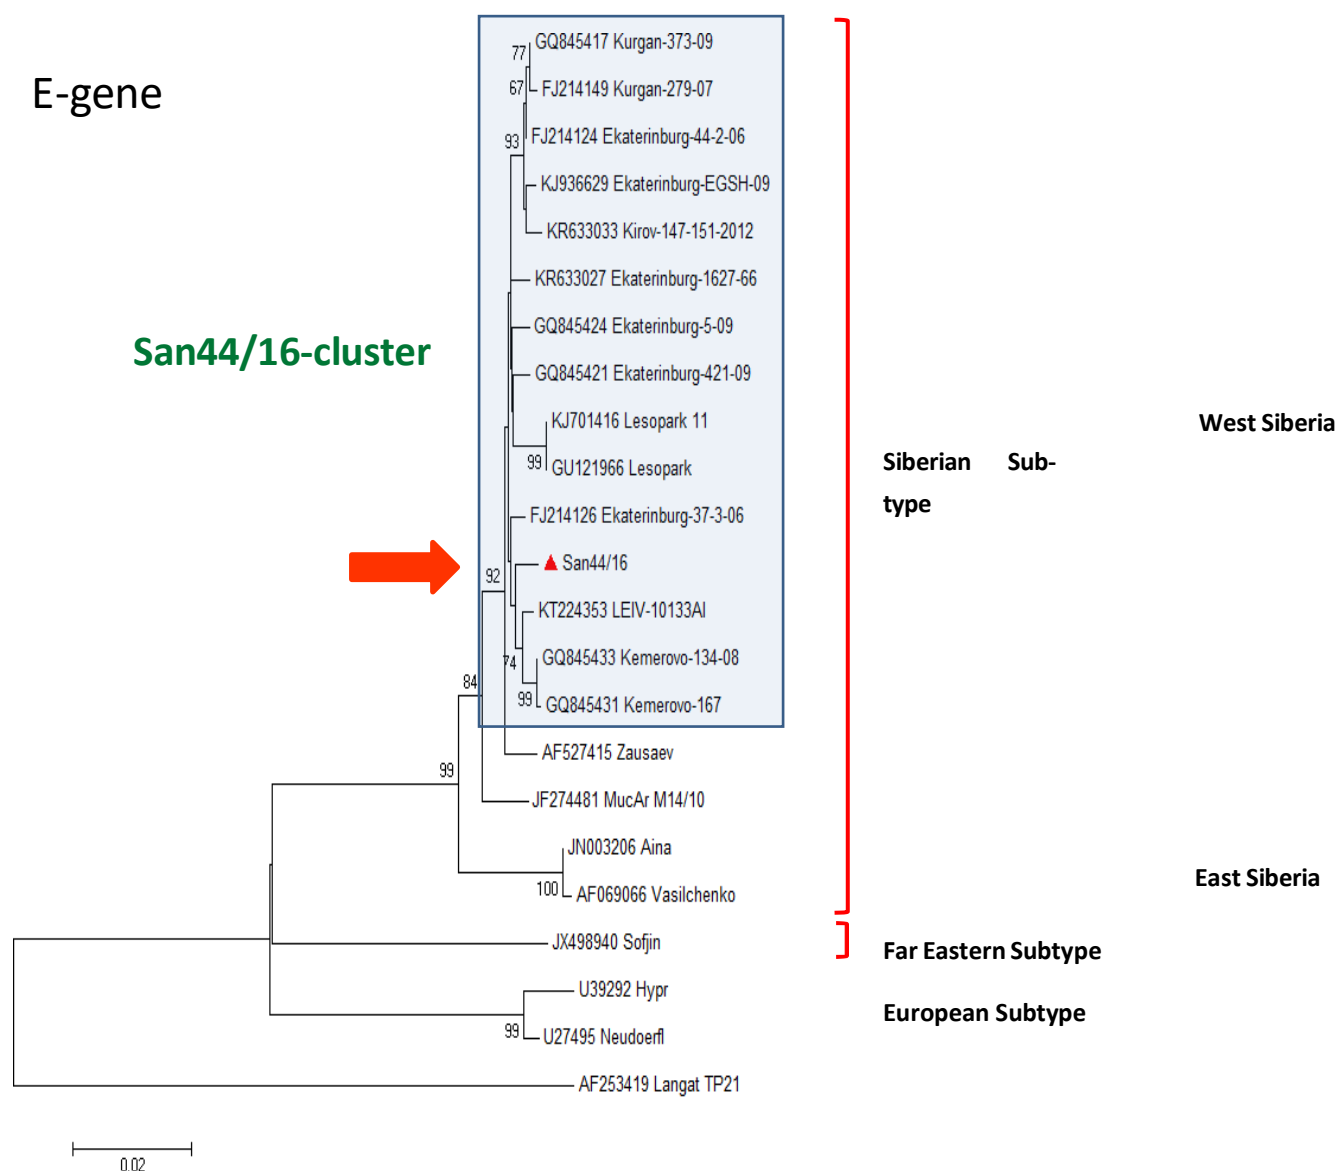 E-gene
San44/16-cluster
77
67
93
99
92
74
99
84
99
100
99
GQ845417 Kurgan-373-09
FJ214149 Kurgan-279-07
FJ214124 Ekaterinburg-44-2-06
KJ936629 Ekaterinburg-EGSH-09
KR633033 Kirov-147-151-2012
KR633027 Ekaterinburg-1627-66
GQ845424 Ekaterinburg-5-09
GQ845421 Ekaterinburg-421-09
KJ701416 Lesopark 11
GU121966 Lesopark
FJ214126 Ekaterinburg-37-3-06
San44/16
KT224353 LEIV-10133Al
GQ845433 Kemerovo-134-08
GQ845431 Kemerovo-167
AF527415 Zausaev
JF274481 MucAr M14/10
JN003206 Aina
AF069066 Vasilchenko
JX498940 Sofjin
U39292 Hypr
U27495 Neudoerfl
AF253419 Langat TP21
West Siberia
Siberian Sub-
type
East Siberia
Far Eastern Subtype
European Subtype
0.02